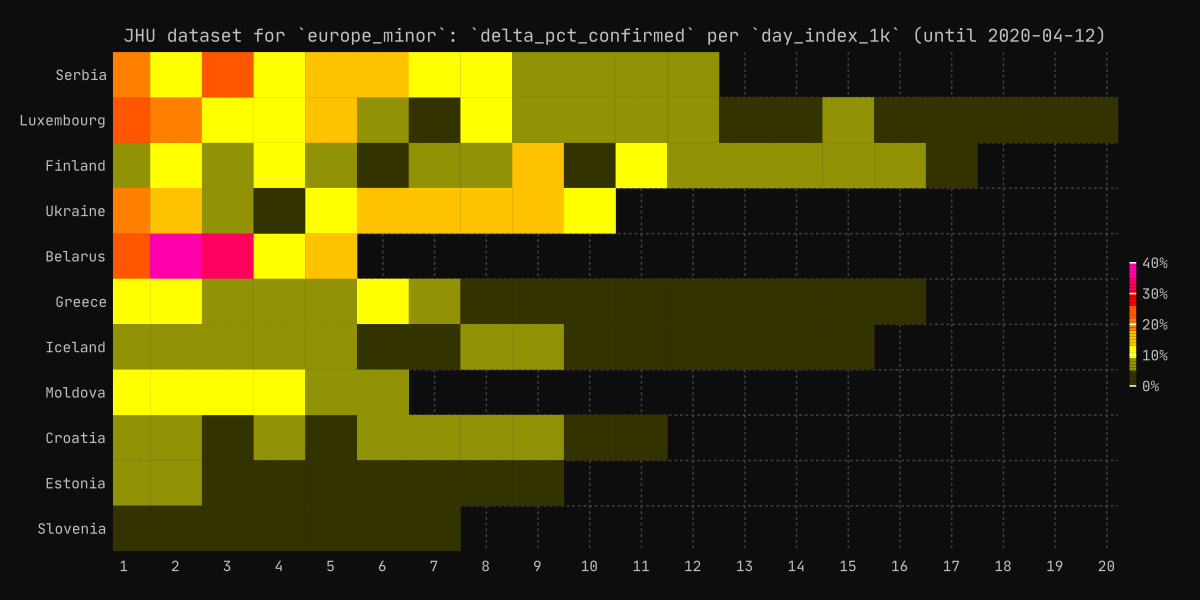 JHU dataset for `europe_minor`: `delta_pct_confirmed` per `day_index_1k` (until 2020-04-12)
Serbia
Luxembourg
Finland
Ukraine
Belarus
Greece
Iceland
Moldova
Croatia
Estonia
Slovenia
40%
30%
20%
10%
0%
1 2 3 4 5 6 7 8 9 10 11 12 13 14 15 16 17 18 19 20